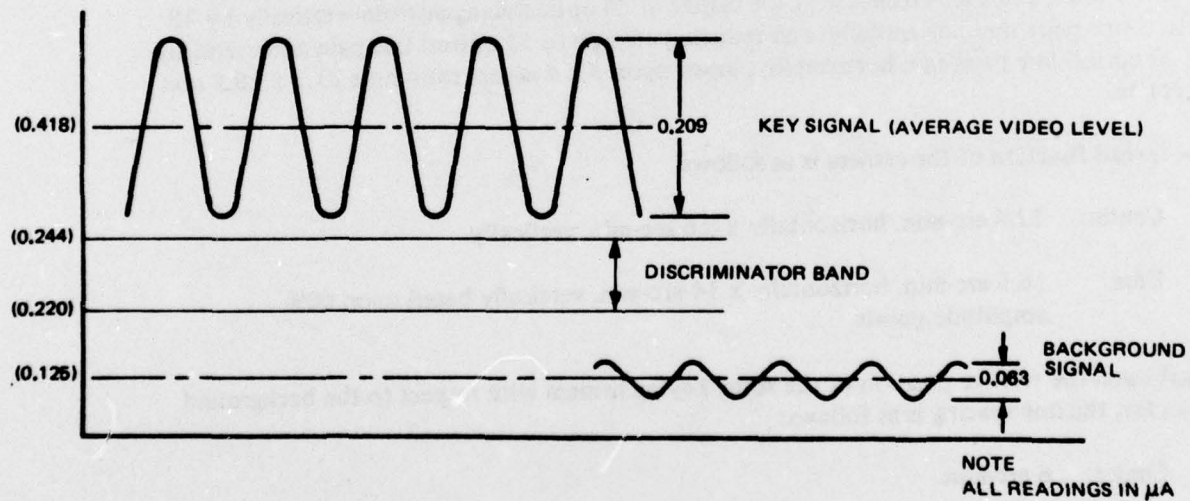 (0.418)
0.209
KEY SIGNAL (AVERAGE VIDEO LEVEL)
(0.244)
DISCRIMINATOR BAND
(0.220)
BACKGROUND
SIGNAL
(0.125)
0.063
NOTE
ALL READINGS IN µA